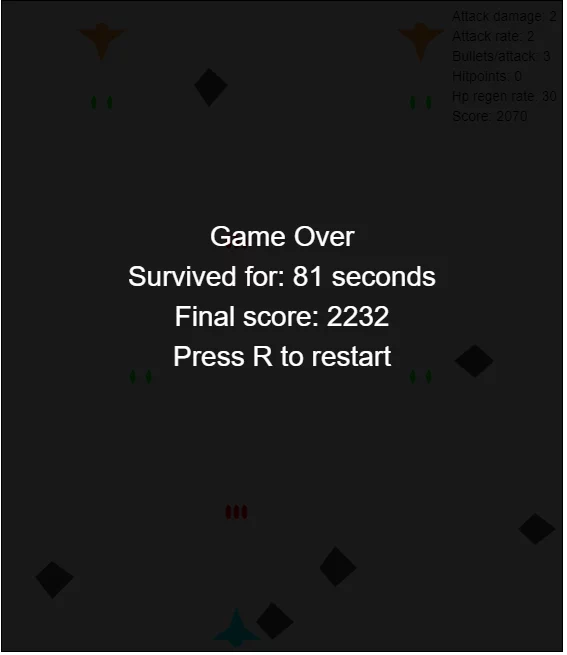 Attack damage: 2
Attack rate: 2
Bullets/attack: 3
Hitpoints: 0
Hp regen rate: 30
Score: 2070
Game Over
Survived for: 81 seconds
Final score: 2232
Press R to restart